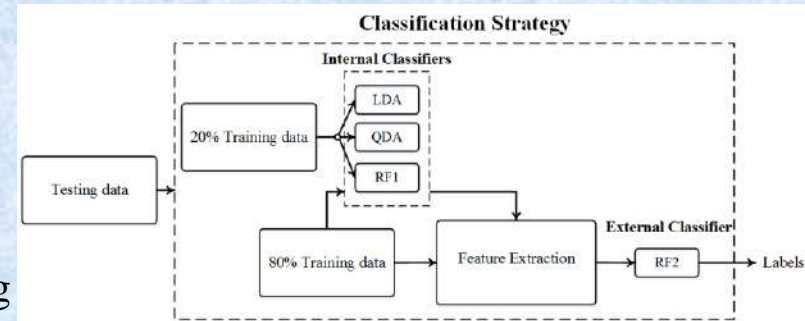 Classification Strategy
Internal Classifiers
LDA
20% Training data
QDA
Testing data
RF1
External Classifier
80% Training data
Feature Extraction
RF2
Labels
g